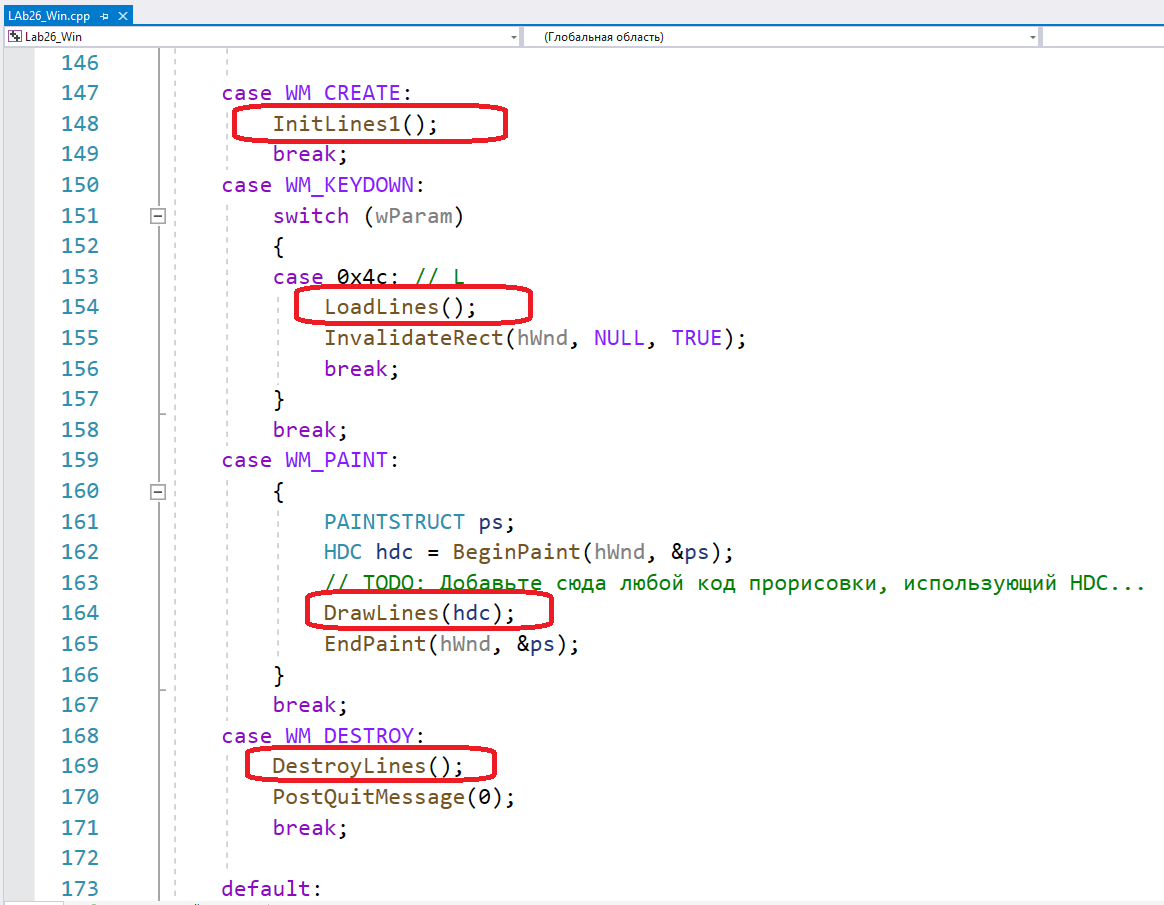 LAb26_Win.cpp
Lab26_Win (Глобальная область)
146
147 case WM_CREATE:
148 InitLines1();
149 break;
150 case WM_KEYDOWN:
151 switch (wParam)
152 {
153 case 0x4c: // L
154 LoadLines();
155 InvalidateRect(hWnd, NULL, TRUE);
156 break;
157 }
158 break;
159 case WM_PAINT:
160 {
161 PAINTSTRUCT ps;
162 HDC hdc = BeginPaint(hWnd, &ps);
163 // TODO: Добавьте сюда любой код прорисовки, использующий HDC...
164 DrawLines(hdc);
165 EndPaint(hWnd, &ps);
166 }
167 break;
168 case WM_DESTROY:
169 DestroyLines();
170 PostQuitMessage(0);
171 break;
172
173 default: